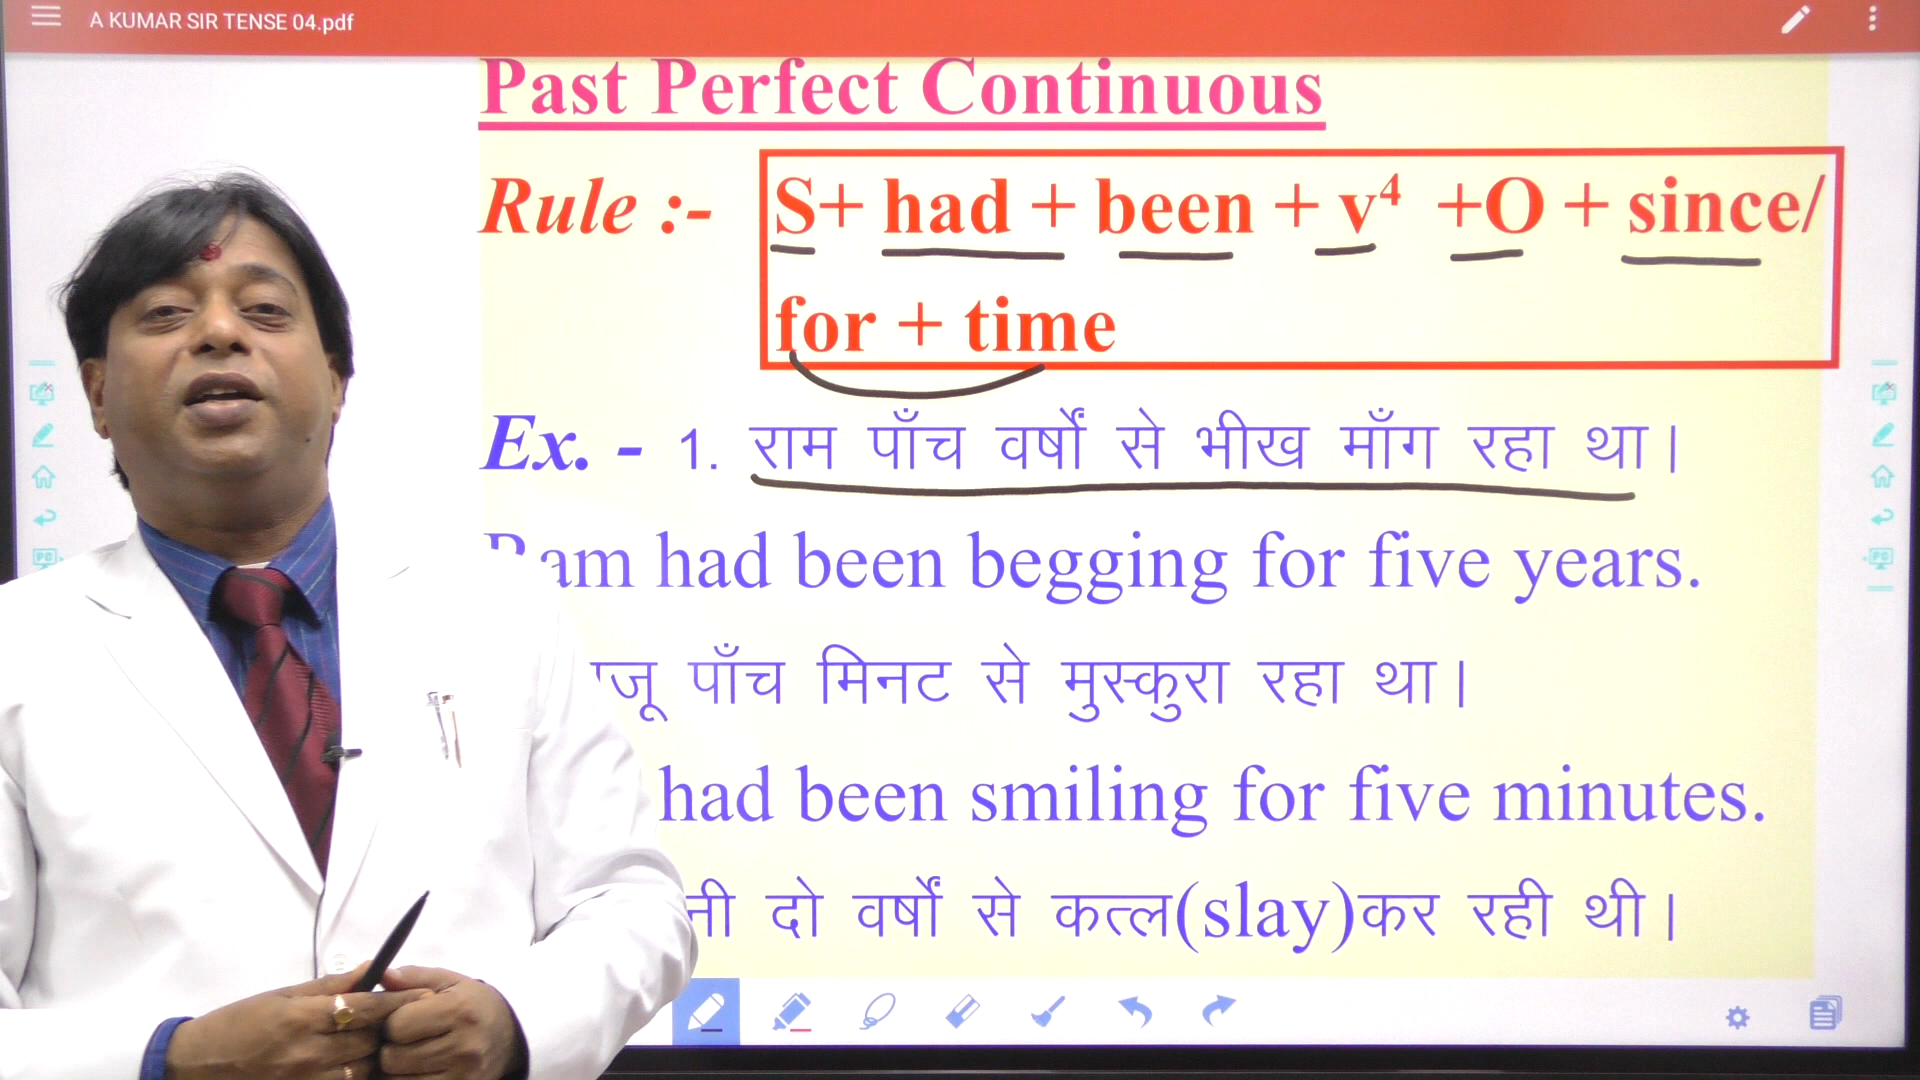 A KUMAR SIR TENSE 04.pdf
Past Perfect Continuous
Rule :- S+ had + been + v⁴ +O + since/
for + time
Ex. - 1. राम पाँच वर्षों से भीख माँग रहा था।
had been begging for five years.
पाँच मिनट से मुस्कुरा रहा था।
had been smiling for five minutes.
दो वर्षों से कत्ल(slay)कर रही थी।